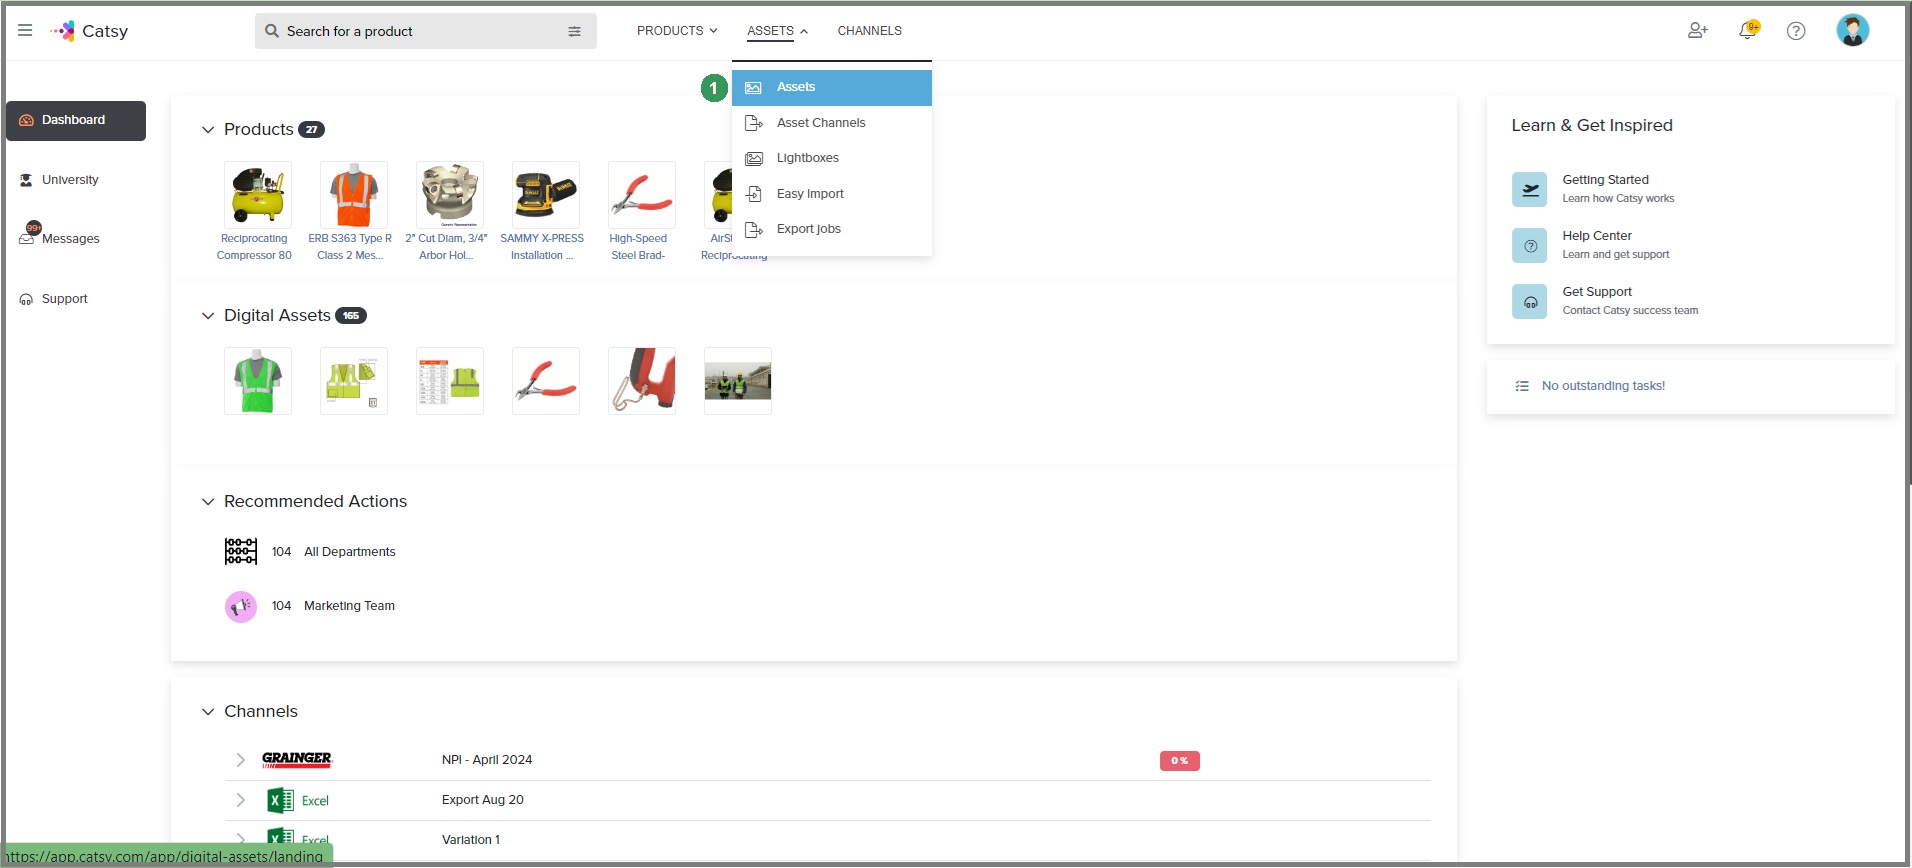 Catsy
Search for a product
PRODUCTS
ASSETS
CHANNELS
9+
?
1
Assets
Asset Channels
Lightboxes
Easy Import
Export jobs
Dashboard
University
99+
Messages
Support
Products 27
Reciprocating
Compressor 80
ERB S363 Type R
Class 2 Mes...
2" Cut Diam, 3/4"
Arbor Hol...
SAMMY X-PRESS
Installation ...
High-Speed
Steel Brad-
Reciprocating
Digital Assets 165
Recommended Actions
104 All Departments
104 Marketing Team
Channels
GRAINGER
NPI - April 2024
0 %
Excel
Export Aug 20
Excel
Variation 1
Learn & Get Inspired
Getting Started
Learn how Catsy works
Help Center
Learn and get support
Get Support
Contact Catsy success team
No outstanding tasks!
https://app.catsy.com/app/digital-assets/landing